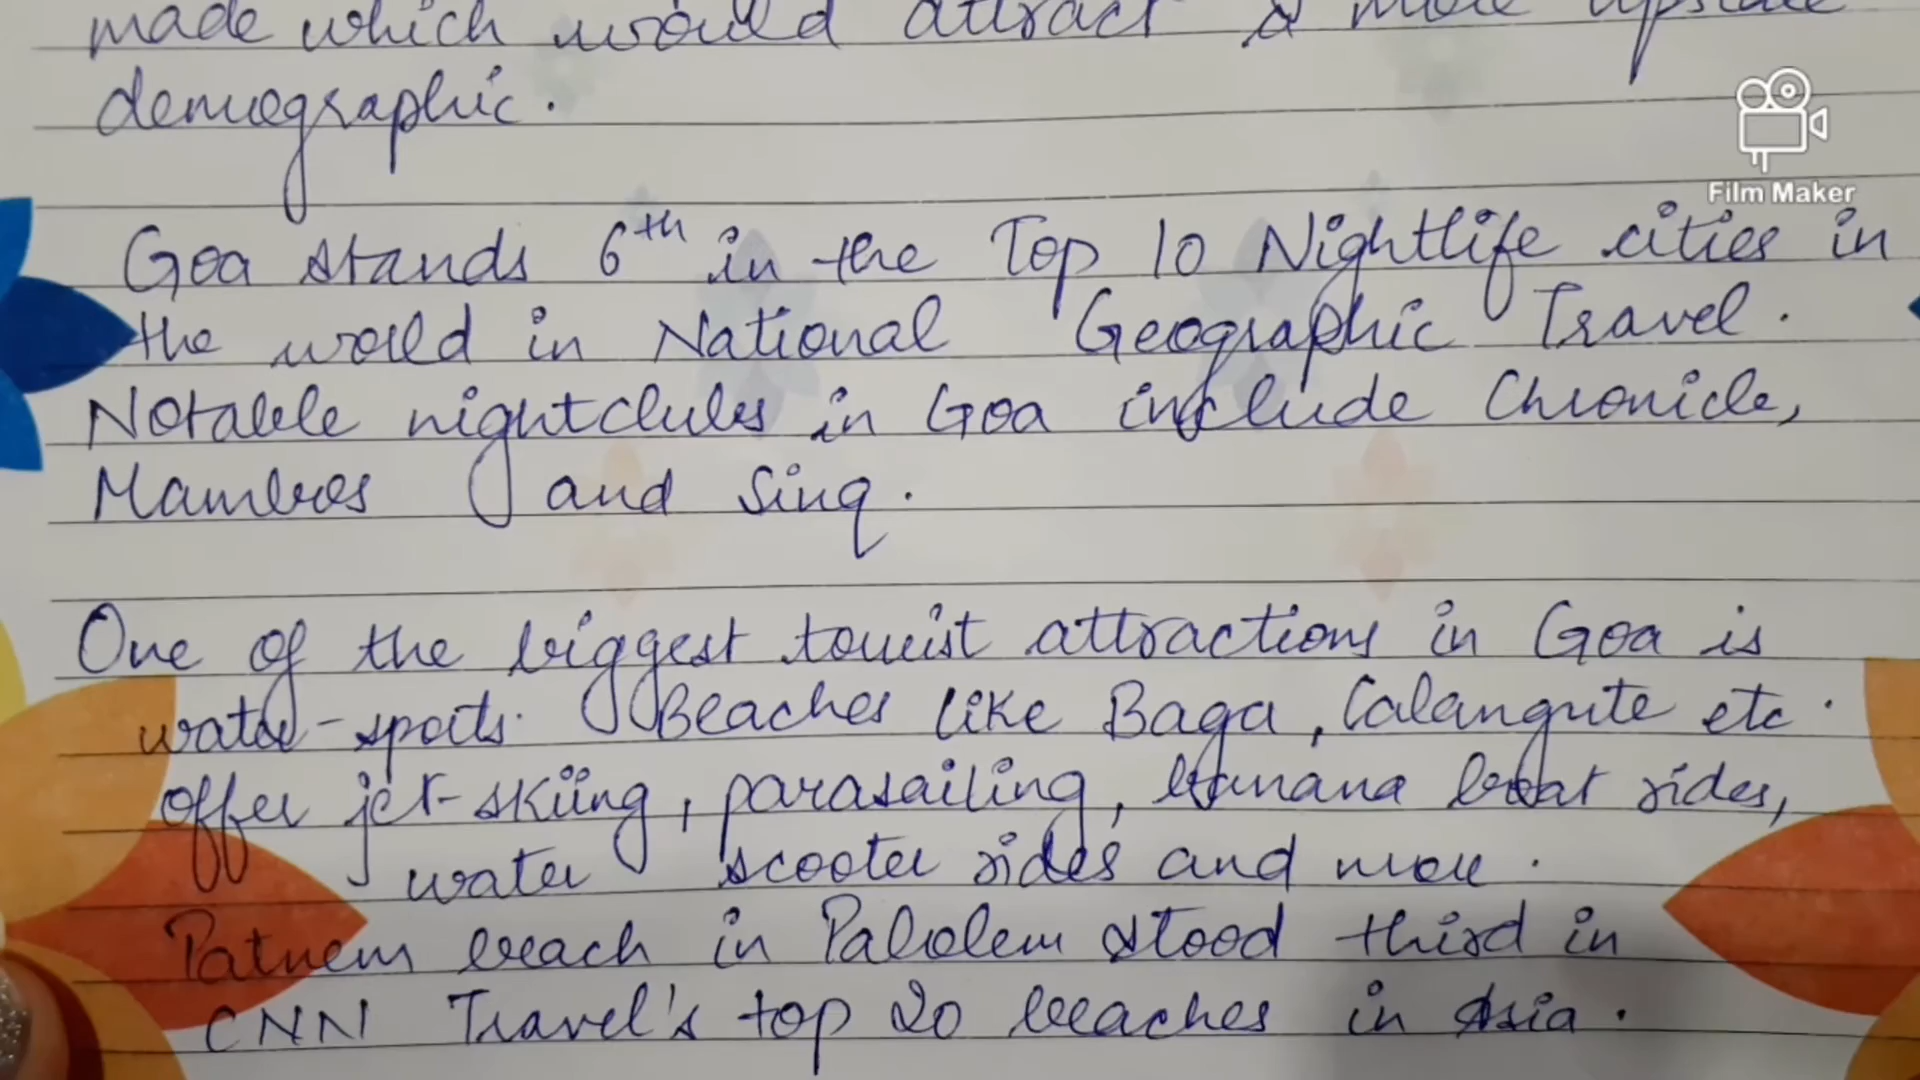 made which would attract a more upscale
demographic.
Film Maker
Goa stands 6th in the Top 10 Nightlife cities in
the world in National Geographic Travel.
Notable nightclubs in Goa include Chronicle,
Mambos and Sinq.
One of the biggest tourist attractions in Goa is
water-sports. Beaches like Baga, Calangute etc.
offer jet-skiing, parasailing, banana boat rides,
water scooter rides and more.
Patnem beach in Palolem stood third in
CNN Travel's top 20 beaches in Asia.